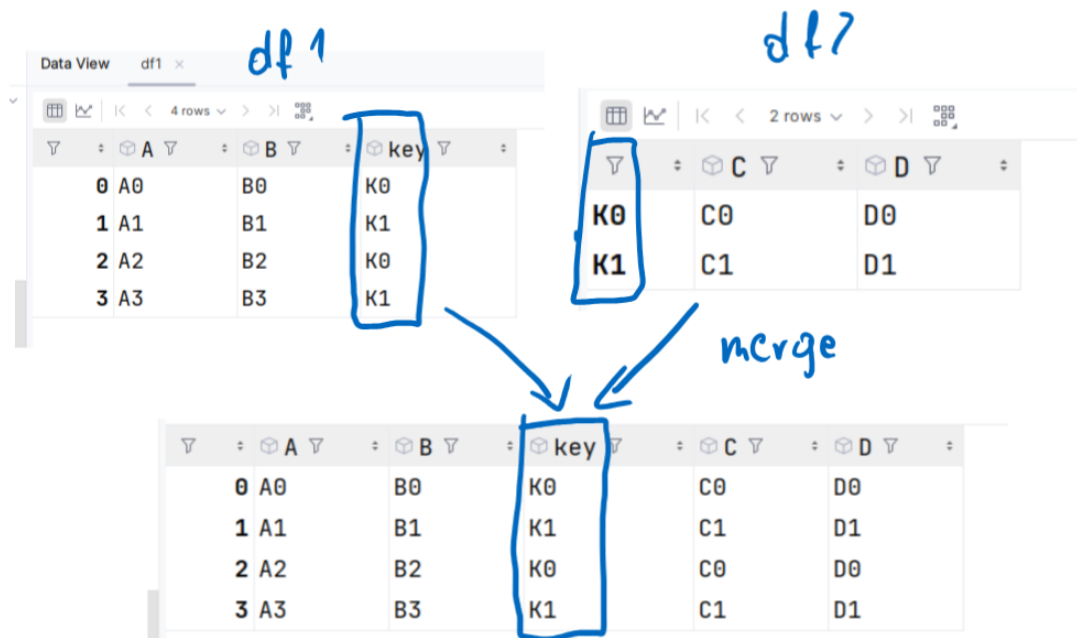 df1
df2
Data View df1 ×
4 rows
2 rows
A B key
0 A0 B0 K0
1 A1 B1 K1
2 A2 B2 K0
3 A3 B3 K1
C D
K0 C0 D0
K1 C1 D1
merge
A B key C D
0 A0 B0 K0 C0 D0
1 A1 B1 K1 C1 D1
2 A2 B2 K0 C0 D0
3 A3 B3 K1 C1 D1